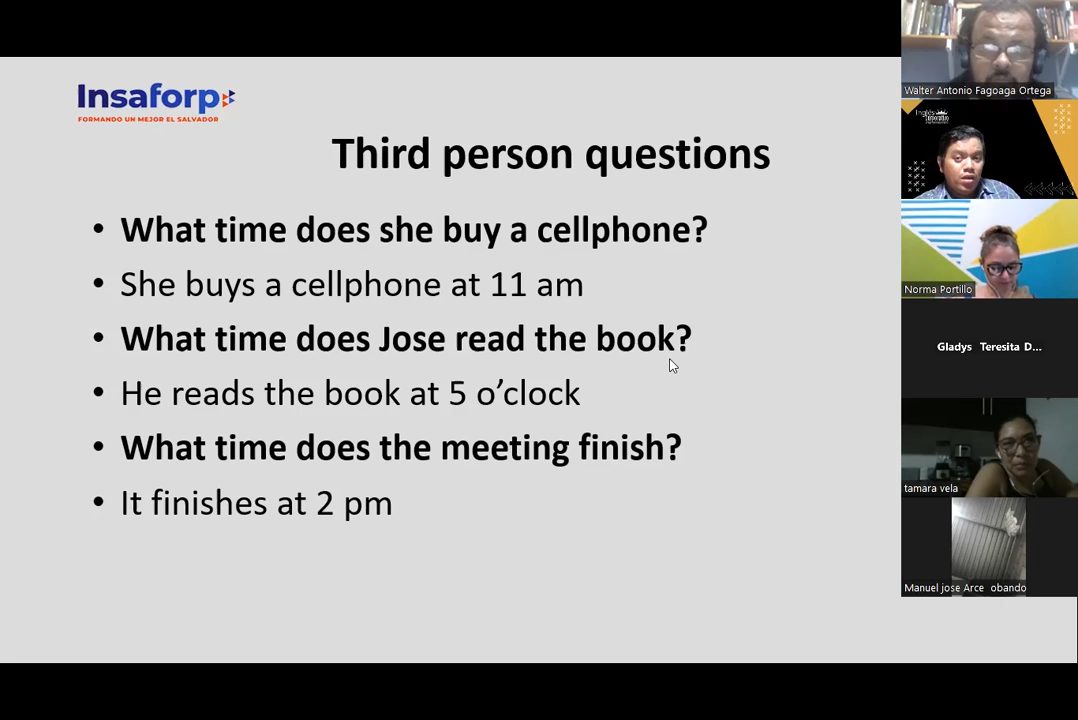 Insaforp
FORMANDO UN MEJOR EL SALVADOR
Third person questions
• What time does she buy a cellphone?
• She buys a cellphone at 11 am
• What time does Jose read the book?
• He reads the book at 5 o’clock
• What time does the meeting finish?
• It finishes at 2 pm
Walter Antonio Fagoaga Ortega
Inglés
Norma Portillo
Gladys Teresita D...
tamara vela
Manuel jose Arce obando